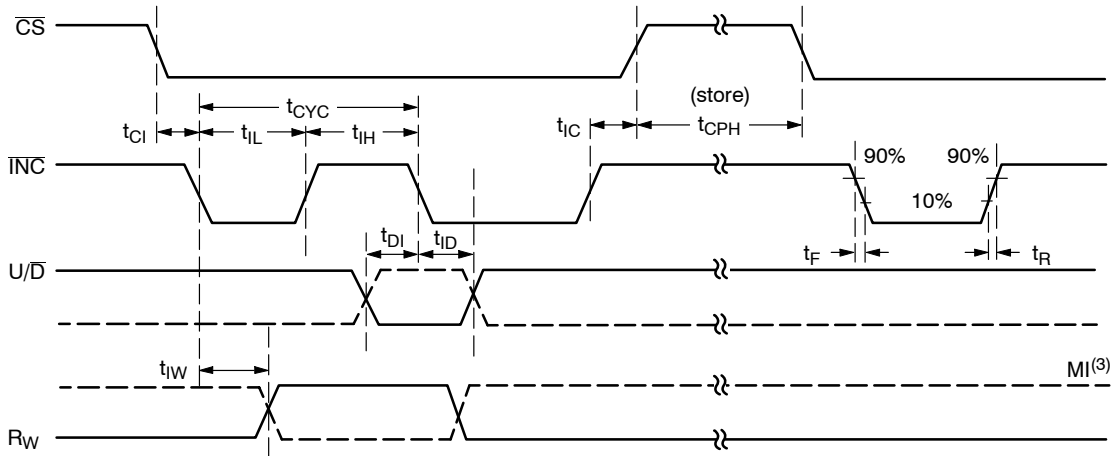 CS
(store)
tCYC
tCI
tIL
tIH
tIC
tCPH
INC
90%
90%
10%
tDI
tID
tF
tR
U/D
tIW
MI(3)
RW